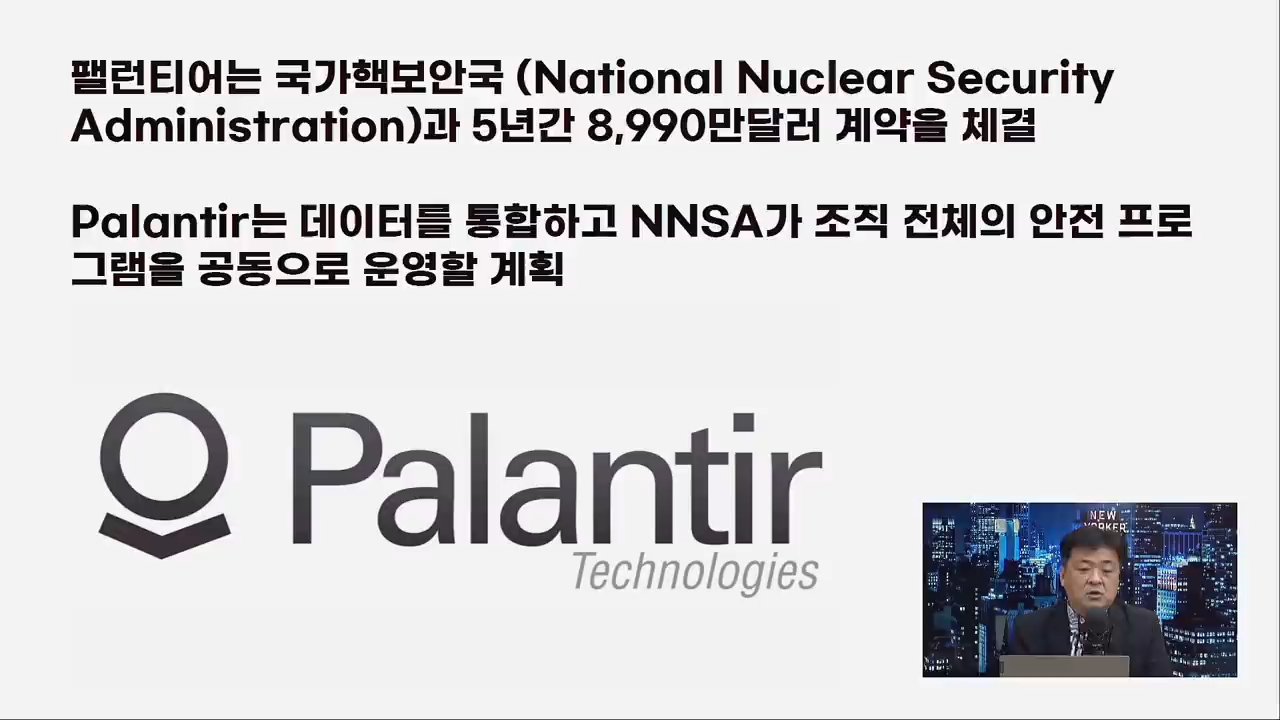 팰런티어는 국가핵보안국 (National Nuclear Security
Administration)과 5년간 8,990만달러 계약을 체결
Palantir는 데이터를 통합하고 NNSA가 조직 전체의 안전 프로
그램을 공동으로 운영할 계획
Palantir
Technologies
NEW
YORKER